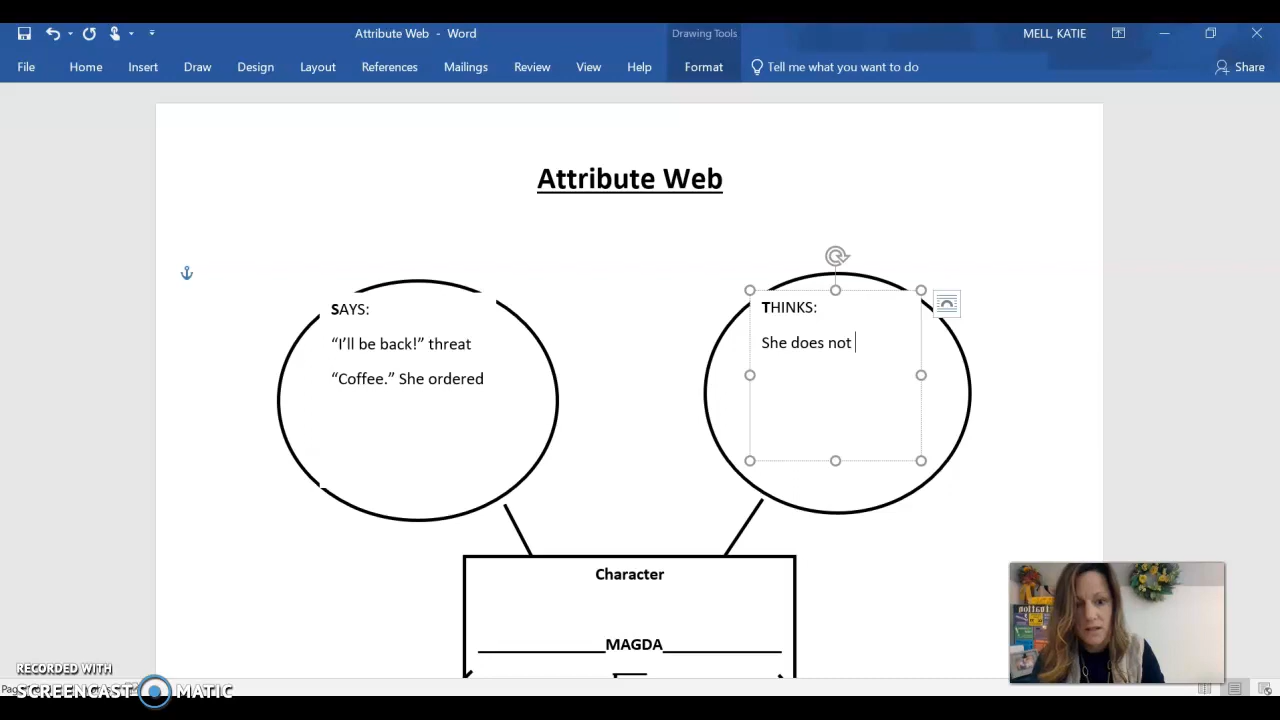 Attribute Web - Word
Drawing Tools
MELL, KATIE
File Home Insert Draw Design Layout References Mailings Review View Help Format Tell me what you want to do Share
Attribute Web
SAYS:
“I’ll be back!” threat
“Coffee.” She ordered
THINKS:
She does not
Character
MAGDA
RECORDED WITH
SCREENCAST MATIC